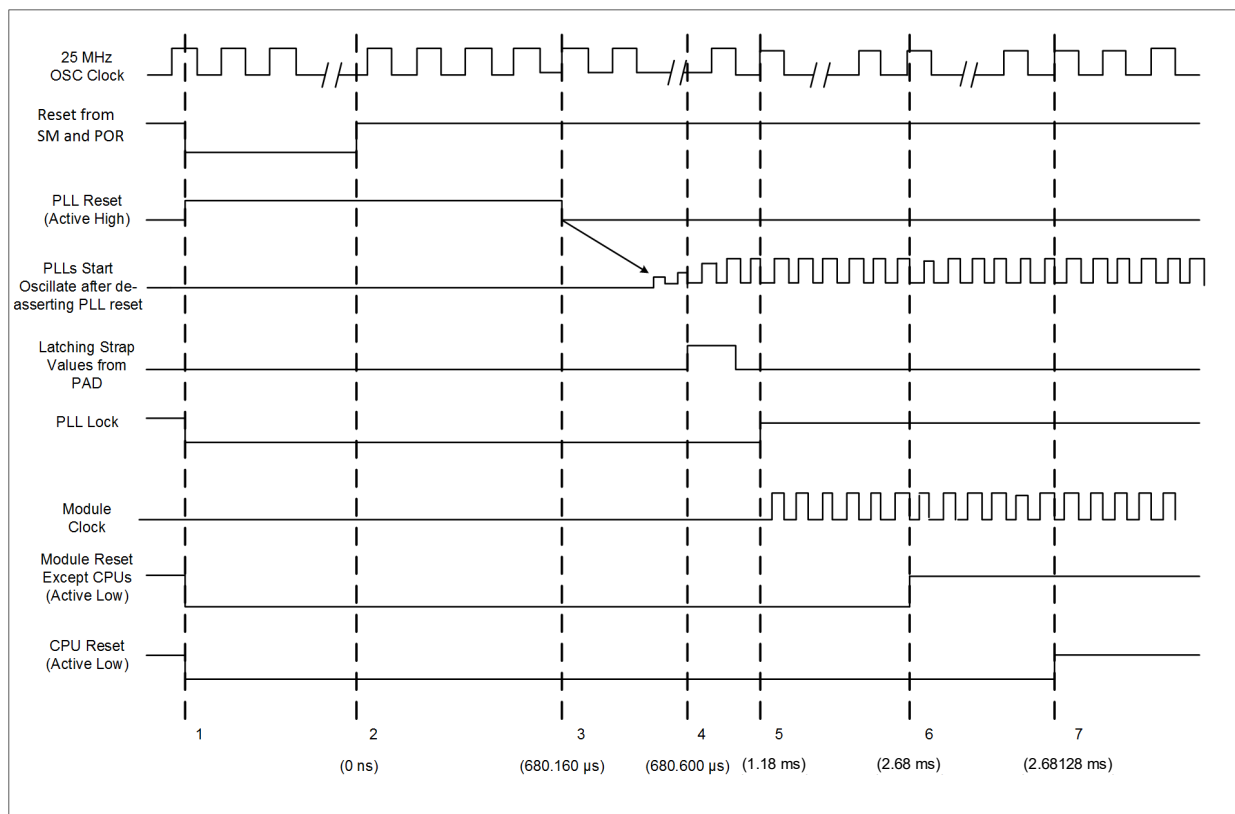 25 MHz
OSC Clock
Reset from
SM and POR
PLL Reset
(Active High)
PLLs Start
Oscillate after de-
asserting PLL reset
Latching Strap
Values from
PAD
PLL Lock
Module
Clock
Module Reset
Except CPUs
(Active Low)
CPU Reset
(Active Low)
1 2 3 4 5 6 7
(0 ns) (680.160 µs) (680.600 µs) (1.18 ms) (2.68 ms) (2.68128 ms)